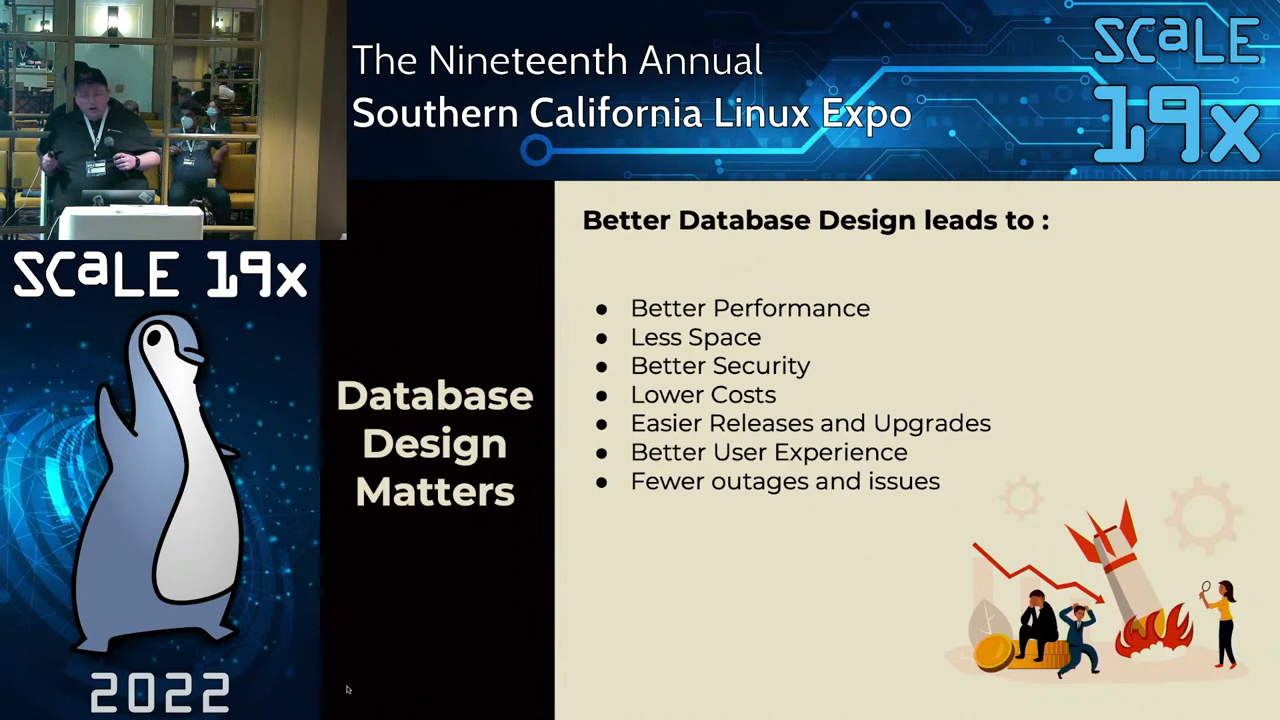 The Nineteenth Annual
Southern California Linux Expo
SCaLE
19x
SCaLE 19x
2022
Database
Design
Matters
Better Database Design leads to :
● Better Performance
● Less Space
● Better Security
● Lower Costs
● Easier Releases and Upgrades
● Better User Experience
● Fewer outages and issues